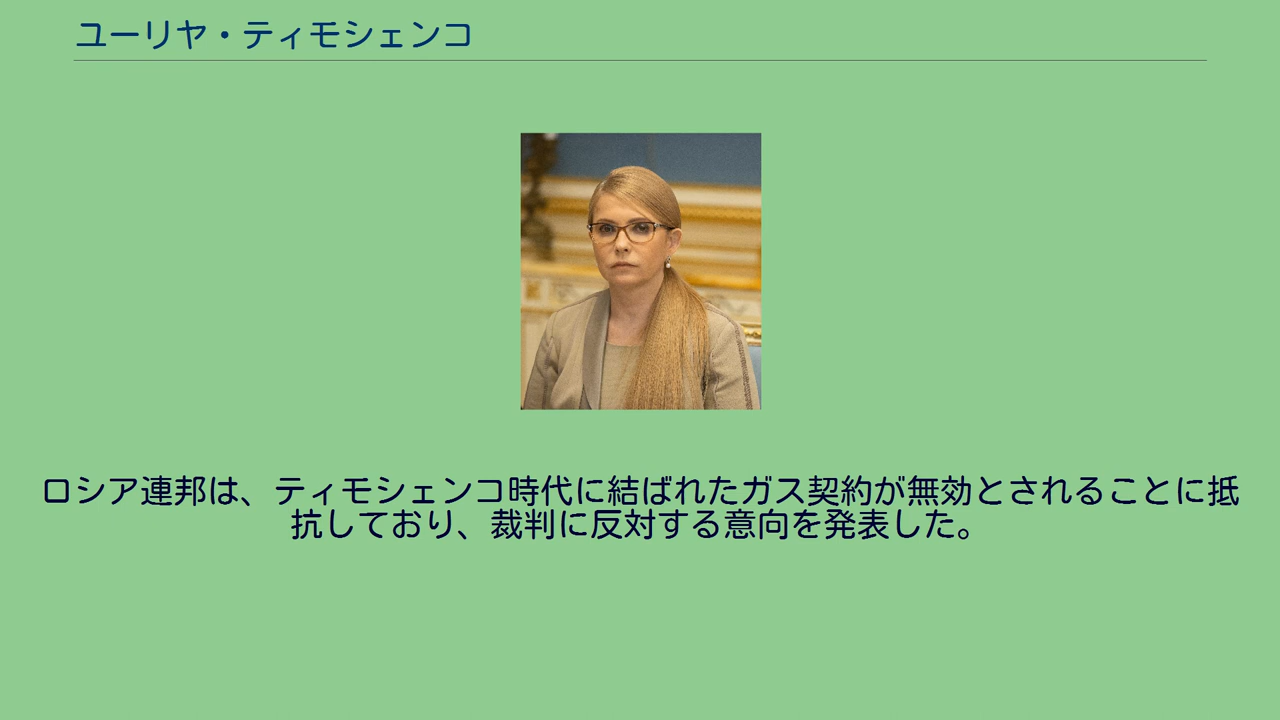 ユーリヤ・ティモシェンコ
ロシア連邦は、ティモシェンコ時代に結ばれたガス契約が無効とされることに抵
抗しており、裁判に反対する意向を発表した。